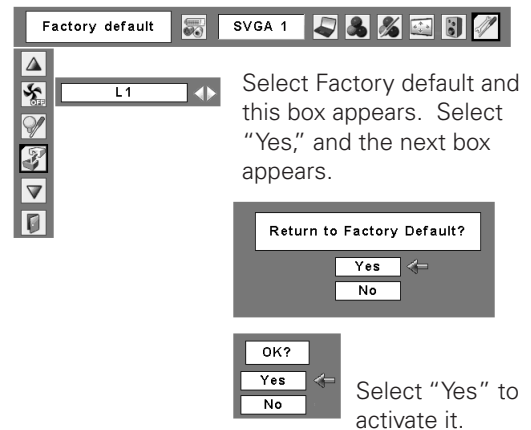 Factory default
SVGA 1
OFF
L1
Select Factory default and
this box appears.  Select
“Yes,” and the next box
appears.
Return to Factory Default?
Yes
No
OK?
Yes
No
Select “Yes” to
activate it.